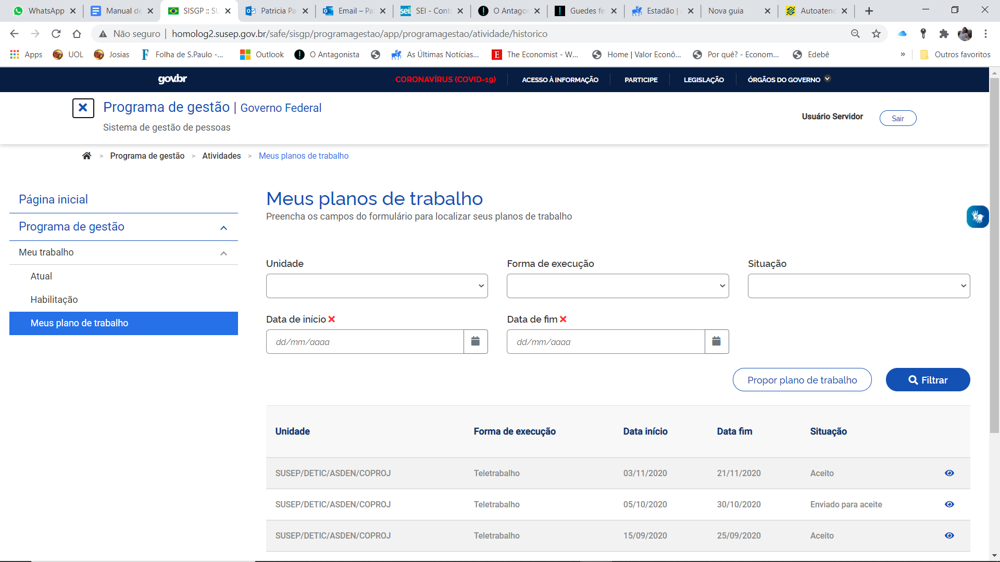 WhatsApp
Manual de
SISGP :: SU
Patricia Pa
Email – Pa
SEI - Cont
O Antago
Guedes fe
Estadão | A
Nova guia
Autoatend
Não seguro | homolog2.susep.gov.br/safe/sisgp/programagestao/app/programagestao/atividade/historico
Apps UOL Josias Folha de S.Paulo -... Outlook O Antagonista As Últimas Notícias... The Economist - W... Home | Valor Econô... Por quê? - Econom... Edebê » Outros favoritos
gov.br CORONAVÍRUS (COVID-19) ACESSO À INFORMAÇÃO PARTICIPE LEGISLAÇÃO ÓRGÃOS DO GOVERNO
Programa de gestão | Governo Federal
Sistema de gestão de pessoas
Usuário Servidor Sair
> Programa de gestão > Atividades > Meus planos de trabalho
Página inicial
Programa de gestão
Meu trabalho
Atual
Habilitação
Meus plano de trabalho
Meus planos de trabalho
Preencha os campos do formulário para localizar seus planos de trabalho
Unidade Forma de execução Situação
Data de início Data de fim
dd/mm/aaaa dd/mm/aaaa
Propor plano de trabalho Filtrar
Unidade Forma de execução Data início Data fim Situação
SUSEP/DETIC/ASDEN/COPROJ Teletrabalho 03/11/2020 21/11/2020 Aceito
SUSEP/DETIC/ASDEN/COPROJ Teletrabalho 05/10/2020 30/10/2020 Enviado para aceite
SUSEP/DETIC/ASDEN/COPROJ Teletrabalho 15/09/2020 25/09/2020 Aceito